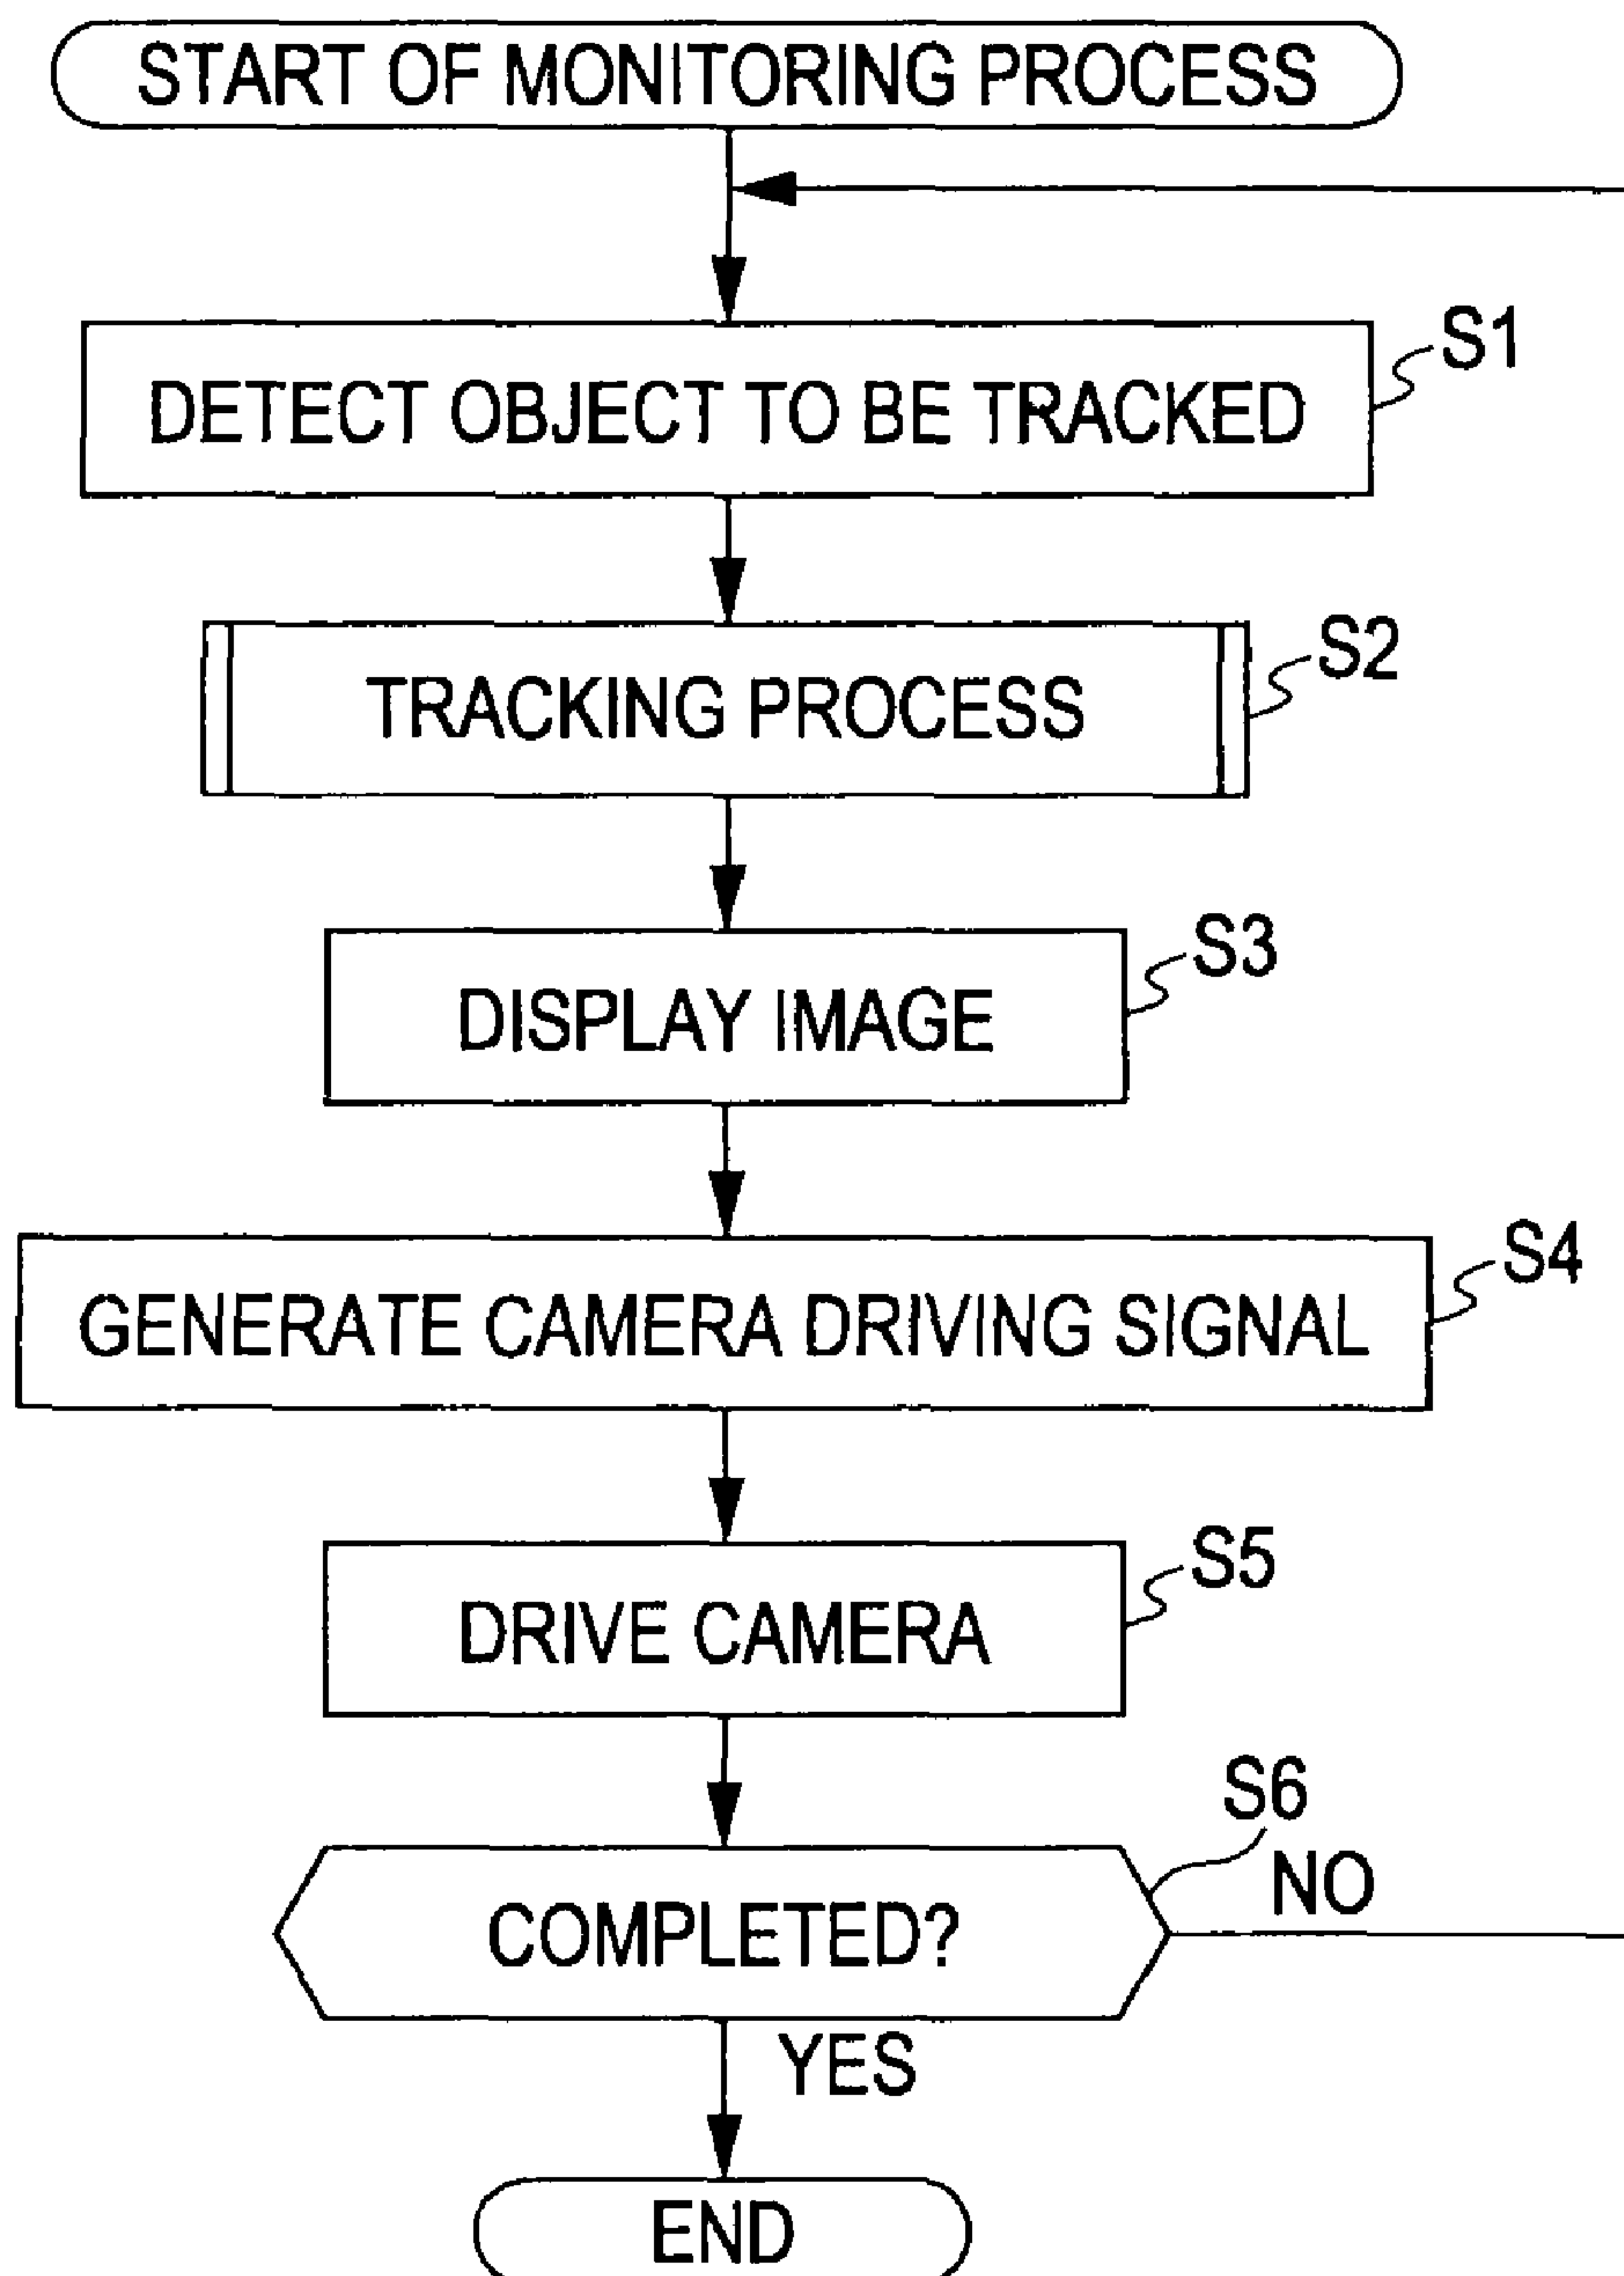 START OF MONITORING PROCESS
S1
DETECT OBJECT TO BE TRACKED
S2
TRACKING PROCESS
S3
DISPLAY IMAGE
S4
GENERATE CAMERA DRIVING SIGNAL
S5
DRIVE CAMERA
S6
NO
COMPLETED?
YES
END